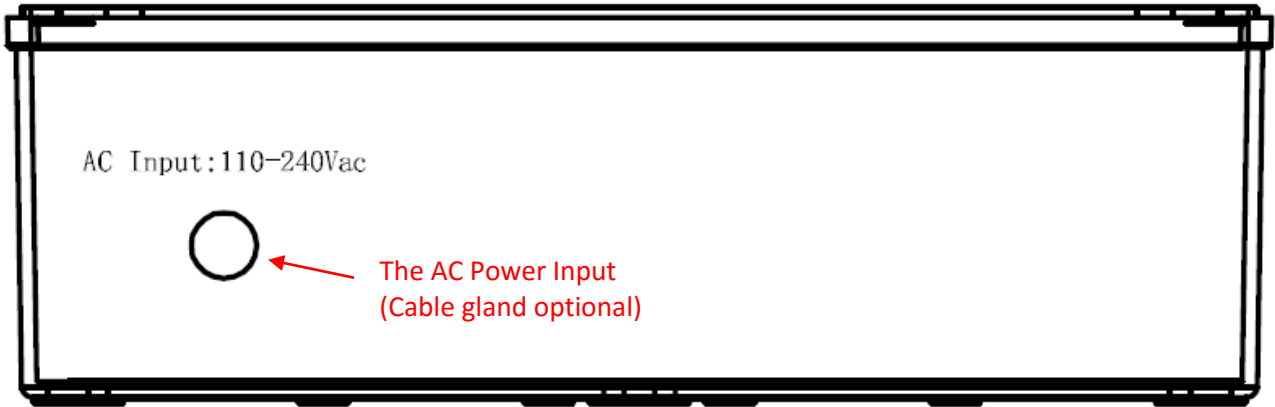 AC Input:110-240Vac
The AC Power Input
(Cable gland optional)